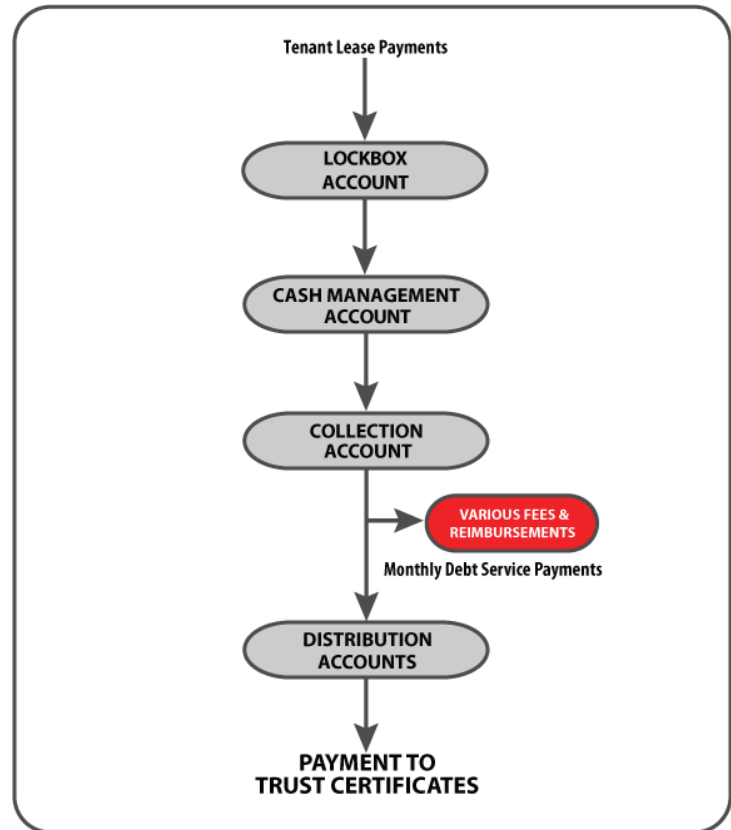 Tenant Lease Payments
LOCKBOX
ACCOUNT
CASH MANAGEMENT
ACCOUNT
COLLECTION
ACCOUNT
VARIOUS FEES &
REIMBURSEMENTS
Monthly Debt Service Payments
DISTRIBUTION
ACCOUNTS
PAYMENT TO
TRUST CERTIFICATES